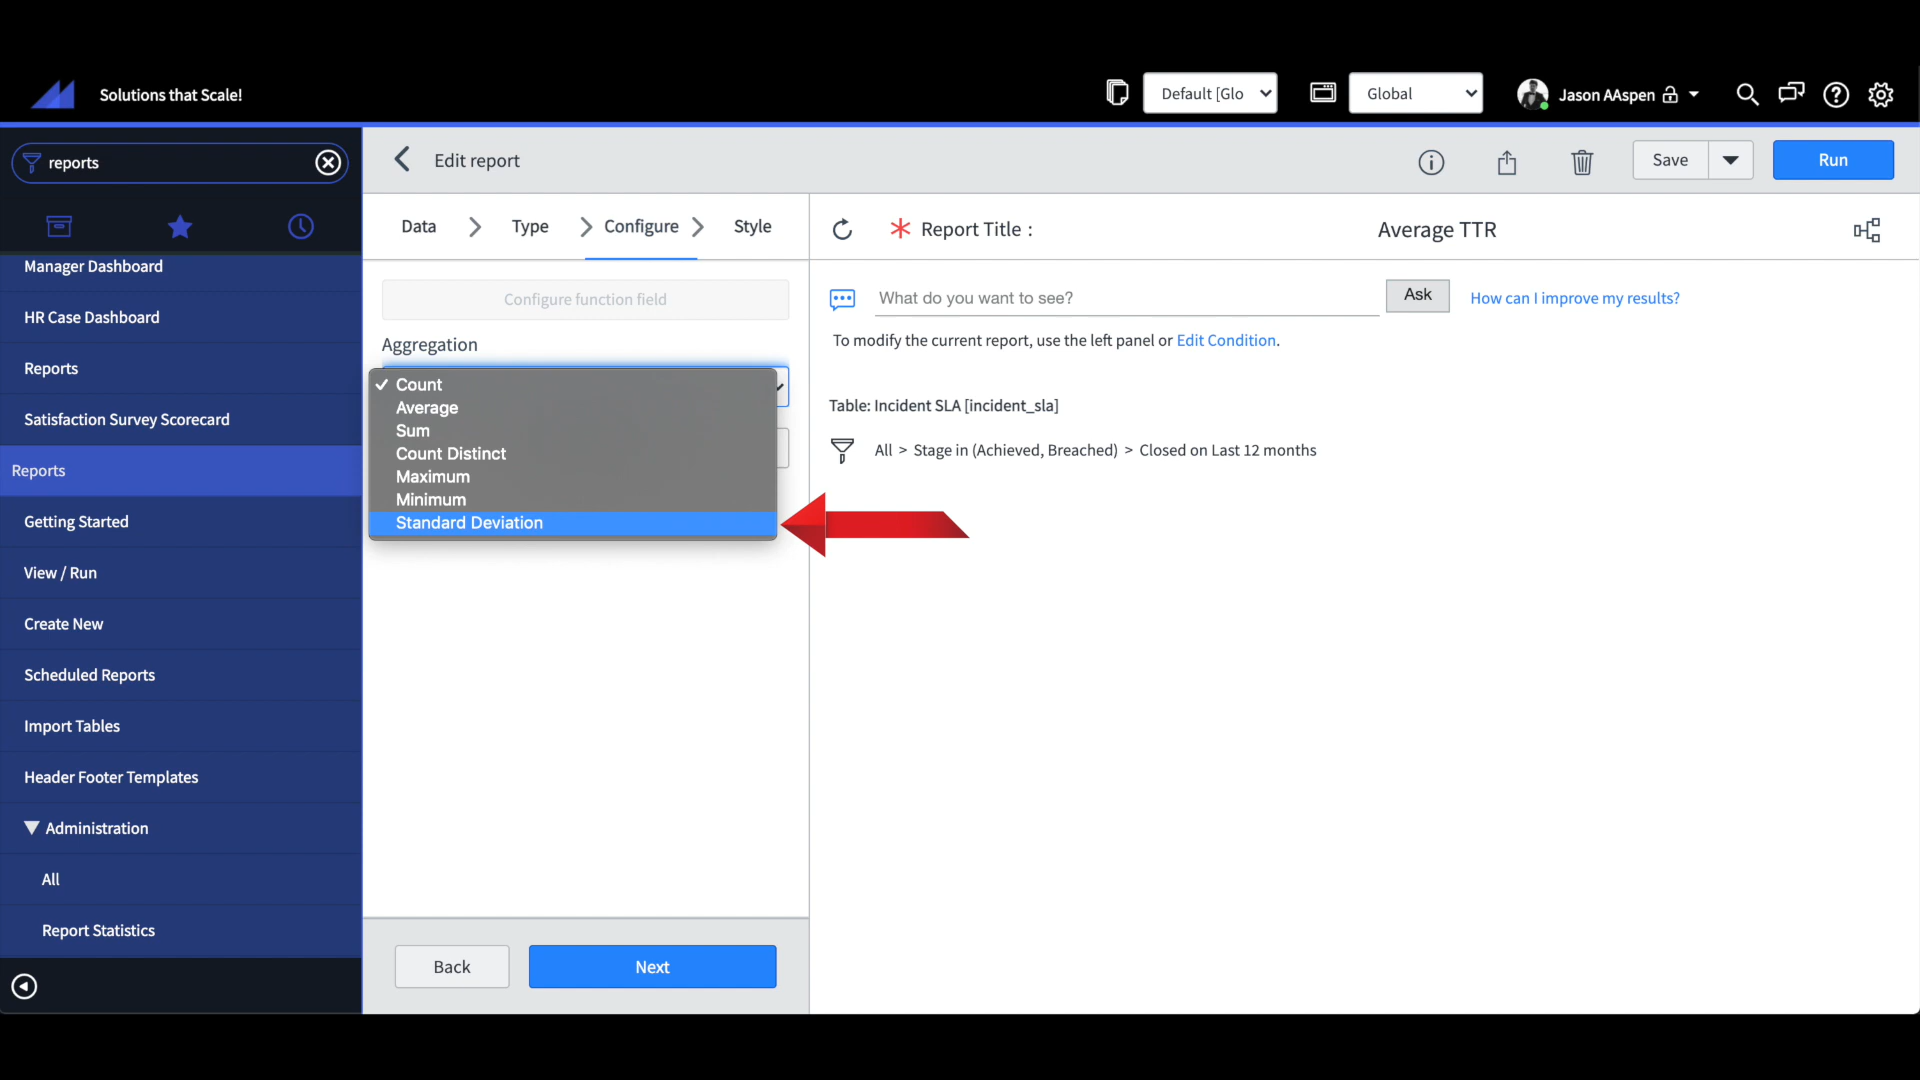 Solutions that Scale!
Default [Glo
Global
Jason AAspen
reports
Edit report
Save
Run
Data
Type
Configure
Style
Report Title :
Average TTR
Manager Dashboard
HR Case Dashboard
Reports
Satisfaction Survey Scorecard
Reports
Getting Started
View / Run
Create New
Scheduled Reports
Import Tables
Header Footer Templates
Administration
All
Report Statistics
Configure function field
Aggregation
Count
Average
Sum
Count Distinct
Maximum
Minimum
Standard Deviation
Back
Next
What do you want to see?
Ask
How can I improve my results?
To modify the current report, use the left panel or Edit Condition.
Table: Incident SLA [incident_sla]
All > Stage in (Achieved, Breached) > Closed on Last 12 months